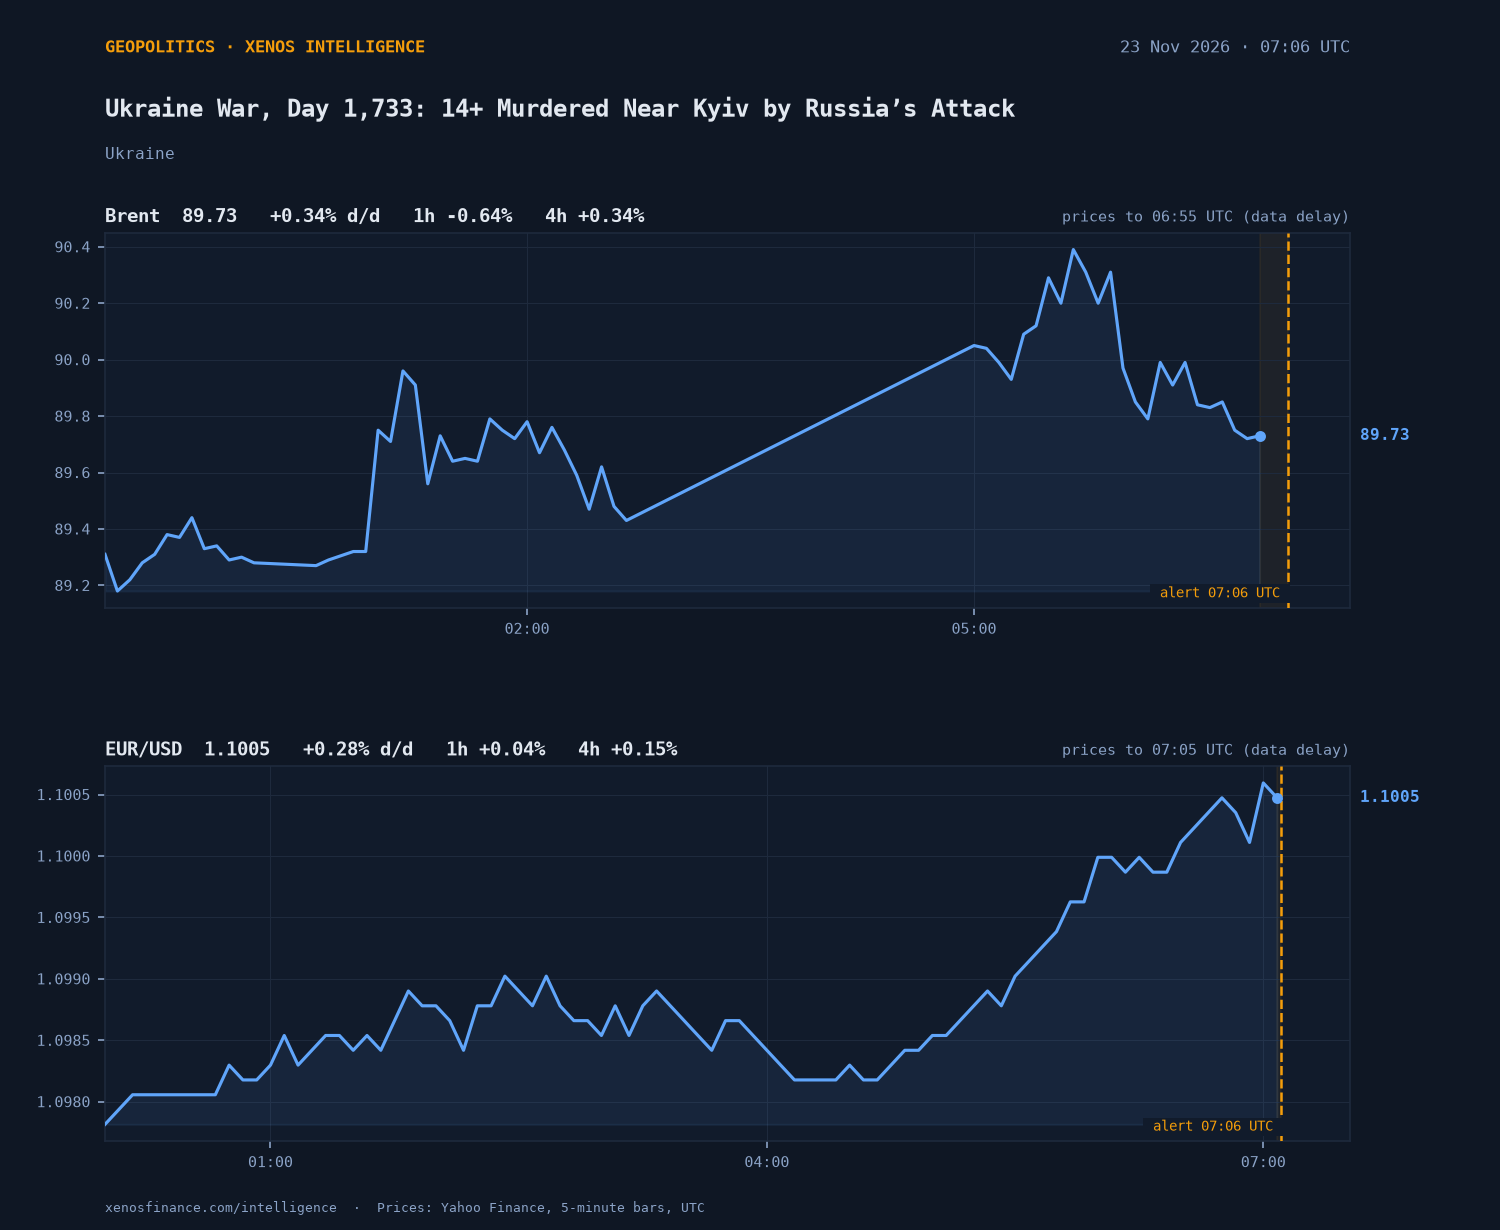 GEOPOLITICS · XENOS INTELLIGENCE
23 Nov 2026 · 07:06 UTC
Ukraine War, Day 1,733: 14+ Murdered Near Kyiv by Russia’s Attack
Ukraine
Brent  89.73   +0.34% d/d   1h -0.64%   4h +0.34%
prices to 06:55 UTC (data delay)
90.4
90.2
90.0
89.8
89.6
89.4
89.2
89.73
alert 07:06 UTC
02:00
05:00
EUR/USD  1.1005   +0.28% d/d   1h +0.04%   4h +0.15%
prices to 07:05 UTC (data delay)
1.1005
1.1000
1.0995
1.0990
1.0985
1.0980
1.1005
alert 07:06 UTC
01:00
04:00
07:00
xenosfinance.com/intelligence  ·  Prices: Yahoo Finance, 5-minute bars, UTC